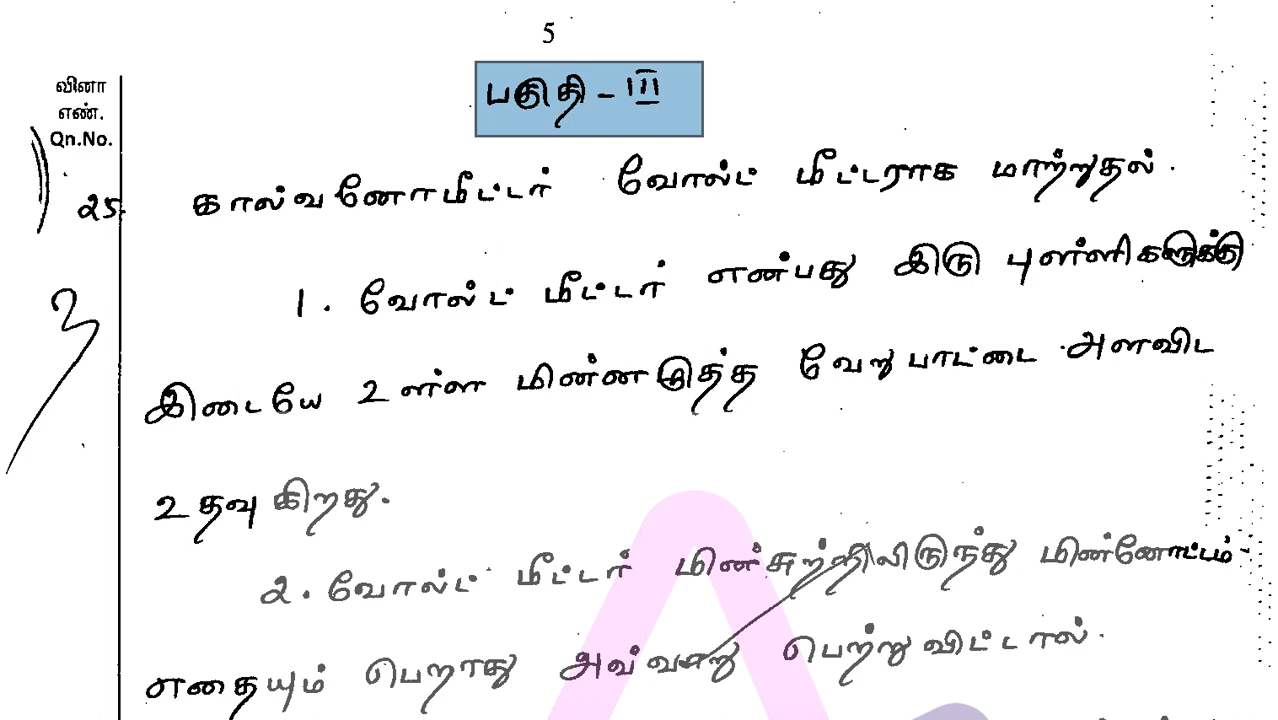 5
பகுதி - III
வினா
எண்.
Qn.No.
25. கால்வனோமீட்டர் வோல்ட் மீட்டராக மாற்றுதல்.
1. வோல்ட் மீட்டர் என்பது இரு புள்ளிகளுக்கு
இடையே உள்ள மின்னழுத்த வேறுபாட்டை அளவிட
உதவுகிறது.
2. வோல்ட் மீட்டர் மின்சுற்றிலிருந்து மின்னோட்டம்
எதையும் பெறாது அவ்வாறு பெற்றுவிட்டால்.